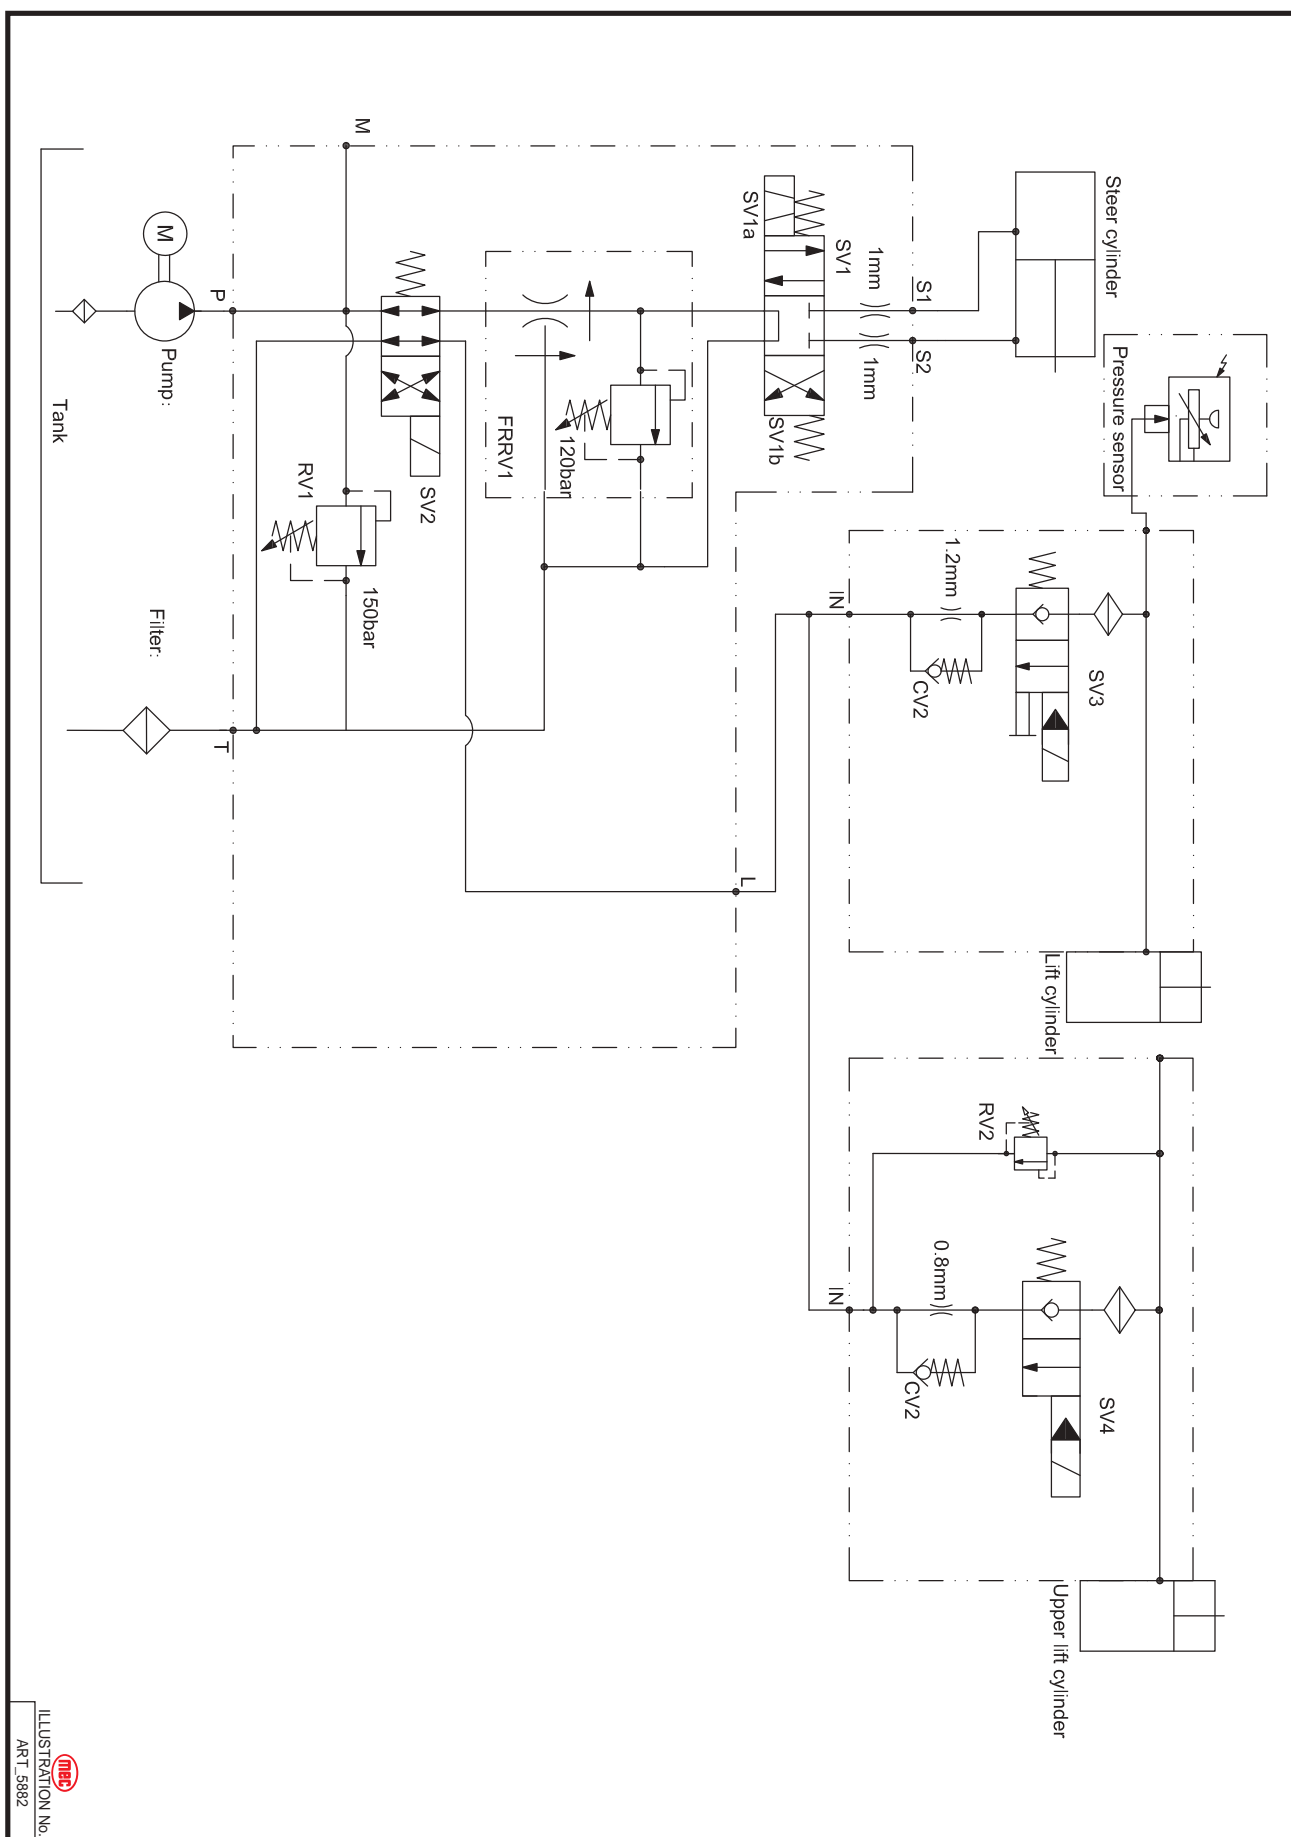 Steer cylinder
Pressure sensor
S1
S2
1mm
1mm
SV1
SV1a
SV1b
M
P
M
Pump:
Tank
FRRV1
120bar
SV2
RV1
150bar
Filter:
T
L
IN
1.2mm
CV2
SV3
Lift cylinder
RV2
IN
0.8mm
CV2
SV4
Upper lift cylinder
mec
ILLUSTRATION No.
ART_5882